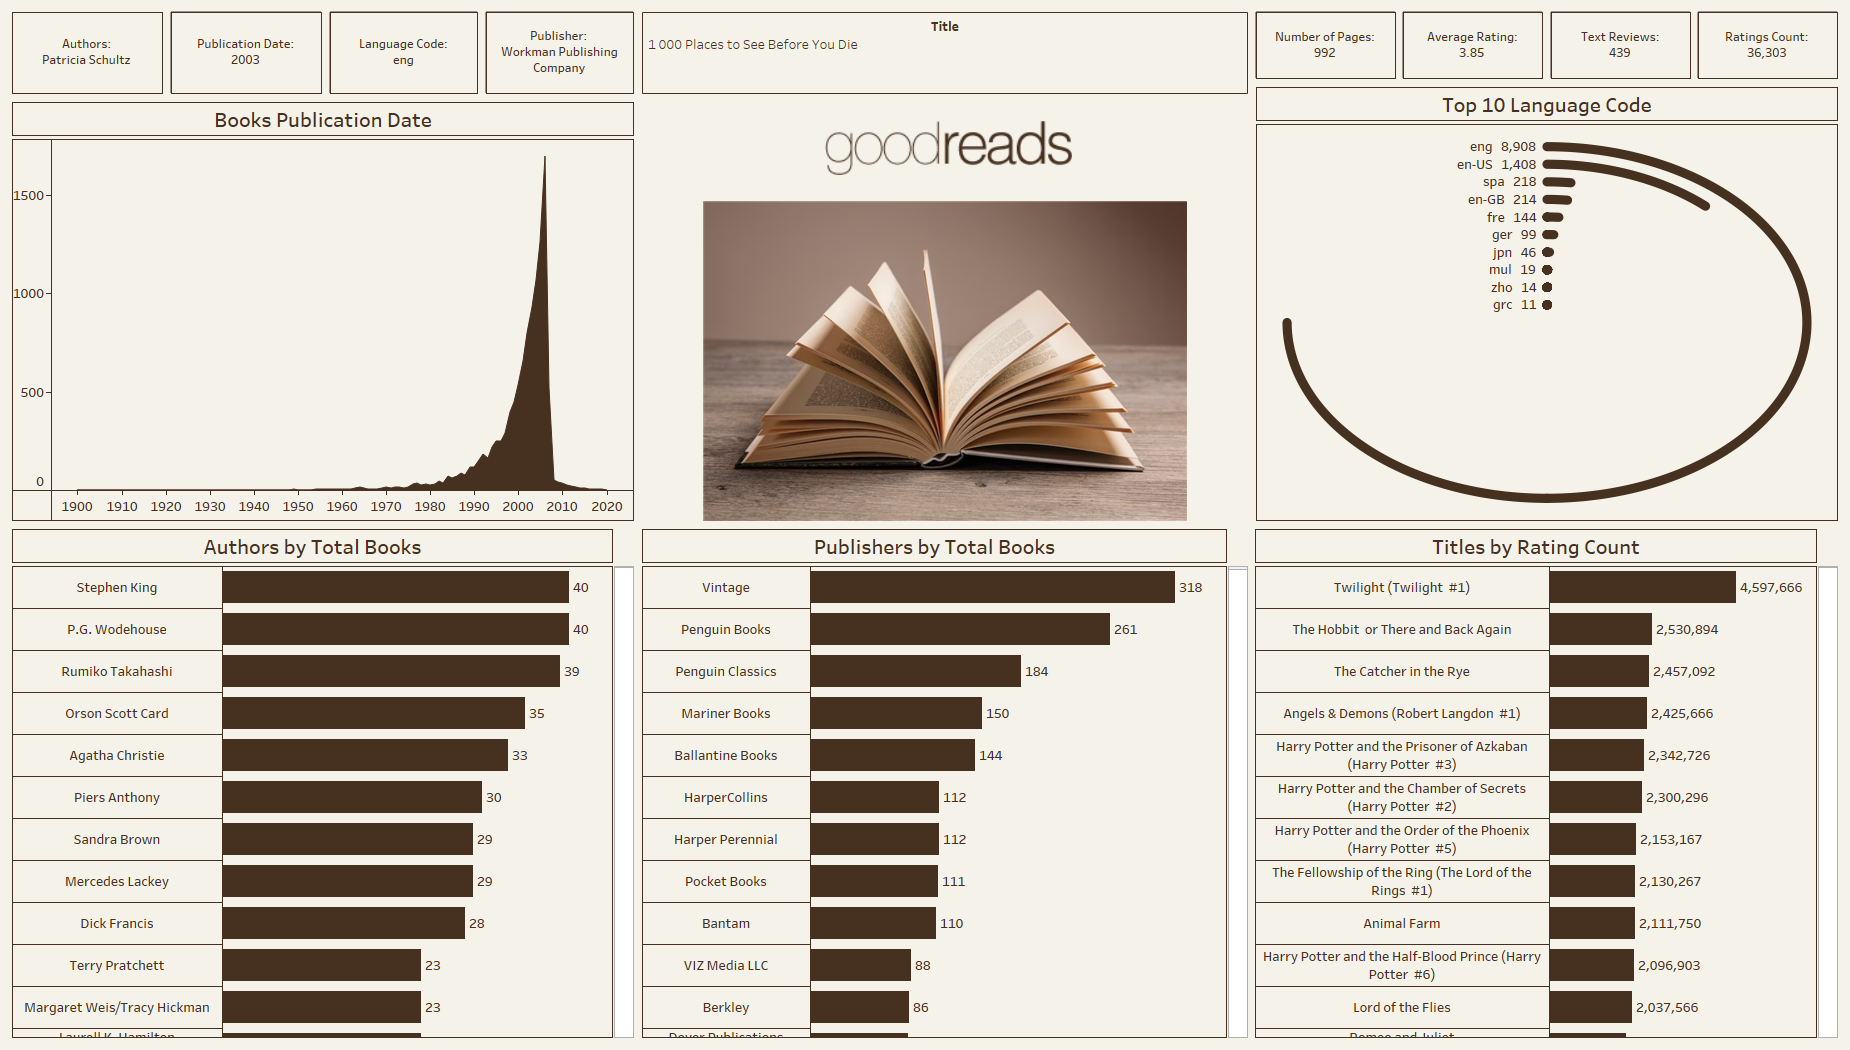 Authors:
Patricia Schultz
Publication Date:
2003
Language Code:
eng
Publisher:
Workman Publishing
Company
Title
1 000 Places to See Before You Die
Number of Pages:
992
Average Rating:
3.85
Text Reviews:
439
Ratings Count:
36,303
Books Publication Date
1500
1000
500
0
1900 1910 1920 1930 1940 1950 1960 1970 1980 1990 2000 2010 2020
goodreads
Top 10 Language Code
eng 8,908
en-US 1,408
spa 218
en-GB 214
fre 144
ger 99
jpn 46
mul 19
zho 14
grc 11
Authors by Total Books
Stephen King 40
P.G. Wodehouse 40
Rumiko Takahashi 39
Orson Scott Card 35
Agatha Christie 33
Piers Anthony 30
Sandra Brown 29
Mercedes Lackey 29
Dick Francis 28
Terry Pratchett 23
Margaret Weis/Tracy Hickman 23
Laurell K. Hamilton
Publishers by Total Books
Vintage 318
Penguin Books 261
Penguin Classics 184
Mariner Books 150
Ballantine Books 144
HarperCollins 112
Harper Perennial 112
Pocket Books 111
Bantam 110
VIZ Media LLC 88
Berkley 86
Dover Publications
Titles by Rating Count
Twilight (Twilight #1) 4,597,666
The Hobbit or There and Back Again 2,530,894
The Catcher in the Rye 2,457,092
Angels & Demons (Robert Langdon #1) 2,425,666
Harry Potter and the Prisoner of Azkaban
(Harry Potter #3) 2,342,726
Harry Potter and the Chamber of Secrets
(Harry Potter #2) 2,300,296
Harry Potter and the Order of the Phoenix
(Harry Potter #5) 2,153,167
The Fellowship of the Ring (The Lord of the
Rings #1) 2,130,267
Animal Farm 2,111,750
Harry Potter and the Half-Blood Prince (Harry
Potter #6) 2,096,903
Lord of the Flies 2,037,566
Romeo and Juliet